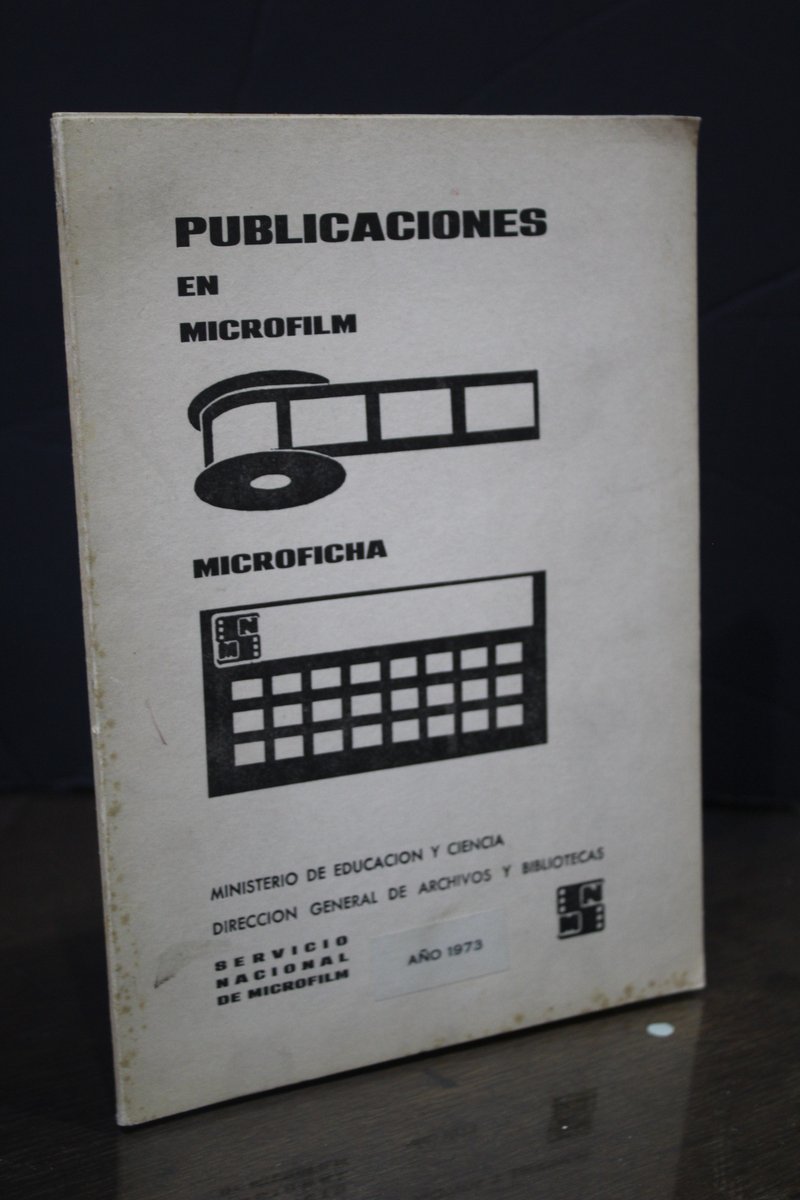 PUBLICACIONES
EN
MICROFILM
MICROFICHA
N
M
MINISTERIO DE EDUCACION Y CIENCIA
DIRECCION GENERAL DE ARCHIVOS Y BIBLIOTECAS
SERVICIO
NACIONAL
DE MICROFILM
AÑO 1973
N
M